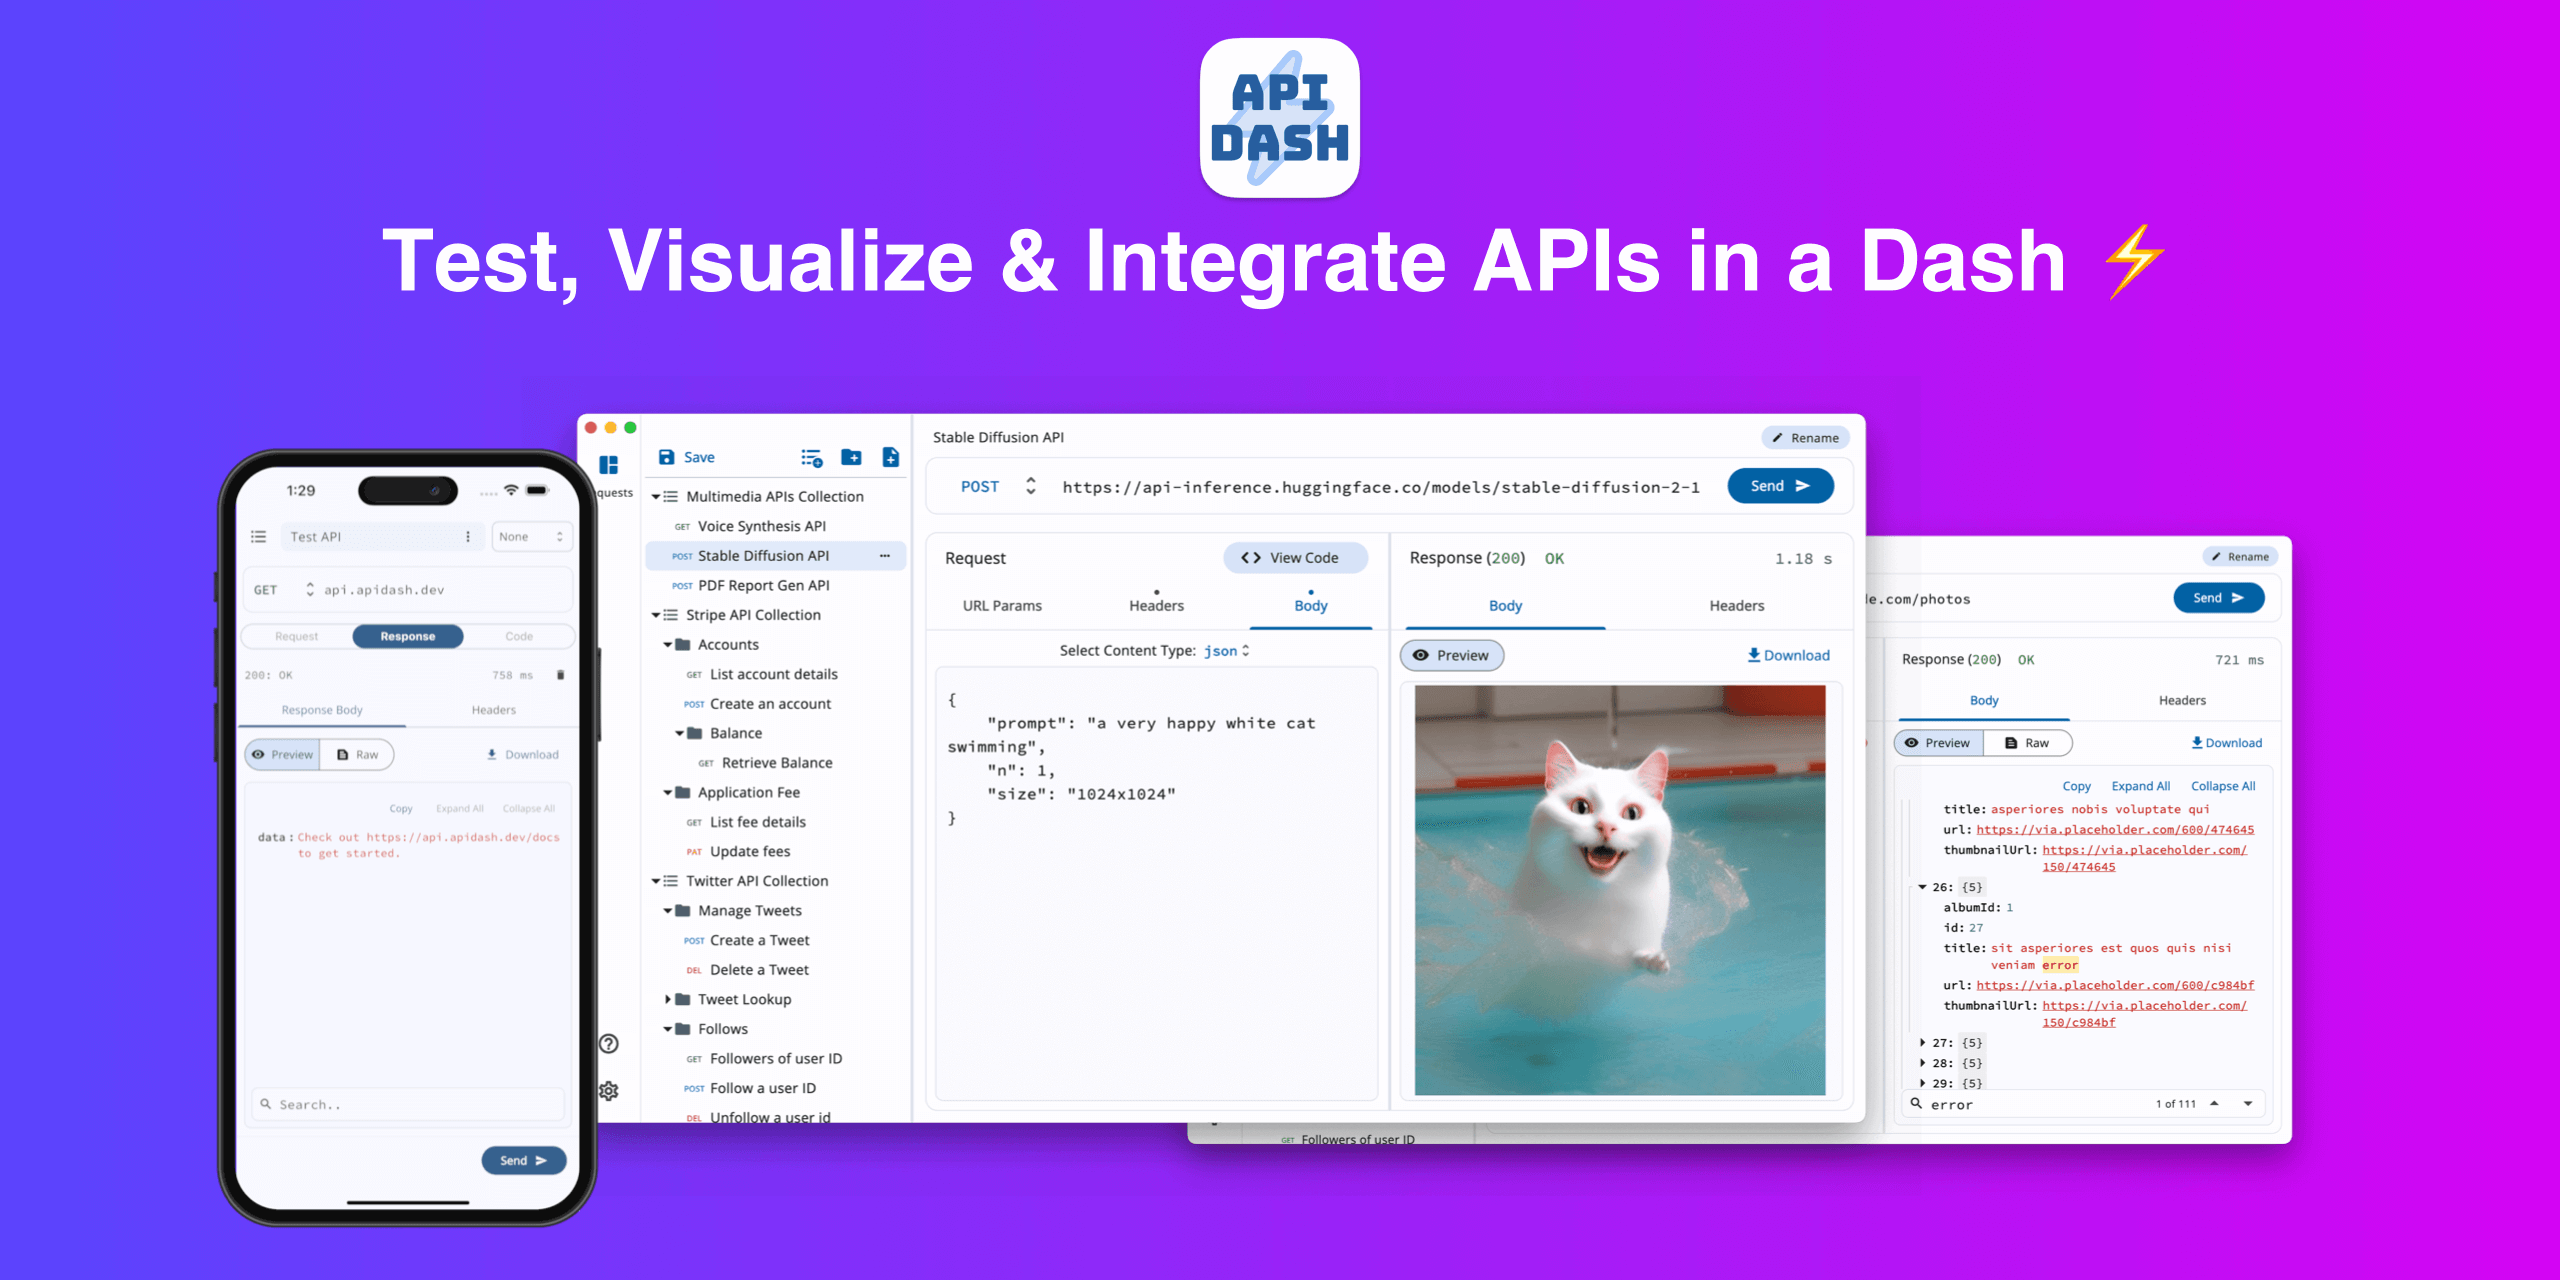 API
DASH
Test, Visualize & Integrate APIs in a Dash ⚡
1:29
Test API
None
GET
api.apidash.dev
Request
Response
Code
200: OK
758 ms
Response Body
Headers
Preview
Raw
Download
Copy
Expand All
Collapse All
data: Check out https://api.apidash.dev/docs
to get started.
Search..
Send
quests
Save
Multimedia APIs Collection
GET Voice Synthesis API
POST Stable Diffusion API
POST PDF Report Gen API
Stripe API Collection
Accounts
GET List account details
POST Create an account
Balance
GET Retrieve Balance
Application Fee
GET List fee details
PAT Update fees
Twitter API Collection
Manage Tweets
POST Create a Tweet
DEL Delete a Tweet
Tweet Lookup
Follows
GET Followers of user ID
POST Follow a user ID
DEL Unfollow a user id
Stable Diffusion API
Rename
POST
https://api-inference.huggingface.co/models/stable-diffusion-2-1
Send
Request
View Code
URL Params
Headers
Body
Select Content Type: json
{
"prompt": "a very happy white cat
swimming",
"n": 1,
"size": "1024x1024"
}
Response (200) OK
1.18 s
Body
Headers
Preview
Download
Rename
le.com/photos
Send
Response (200) OK
721 ms
Body
Headers
Preview
Raw
Download
Copy
Expand All
Collapse All
title: asperiores nobis voluptate qui
url: https://via.placeholder.com/600/474645
thumbnailUrl: https://via.placeholder.com/
150/474645
26: {5}
albumId: 1
id: 27
title: sit asperiores est quos quis nisi
veniam error
url: https://via.placeholder.com/600/c984bf
thumbnailUrl: https://via.placeholder.com/
150/c984bf
27: {5}
28: {5}
29: {5}
error
1 of 111
GET Followers of user ID